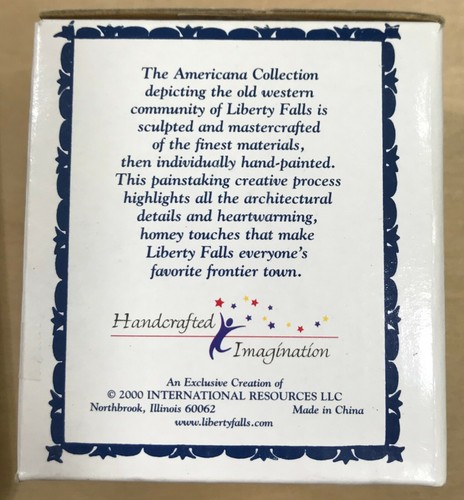 The Americana Collection
depicting the old western
community of Liberty Falls is
sculpted and mastercrafted
of the finest materials,
then individually hand-painted.
This painstaking creative process
highlights all the architectural
details and heartwarming,
homey touches that make
Liberty Falls everyone's
favorite frontier town.
Handcrafted
Imagination
An Exclusive Creation of
© 2000 INTERNATIONAL RESOURCES LLC
Northbrook, Illinois 60062 Made in China
www.libertyfalls.com